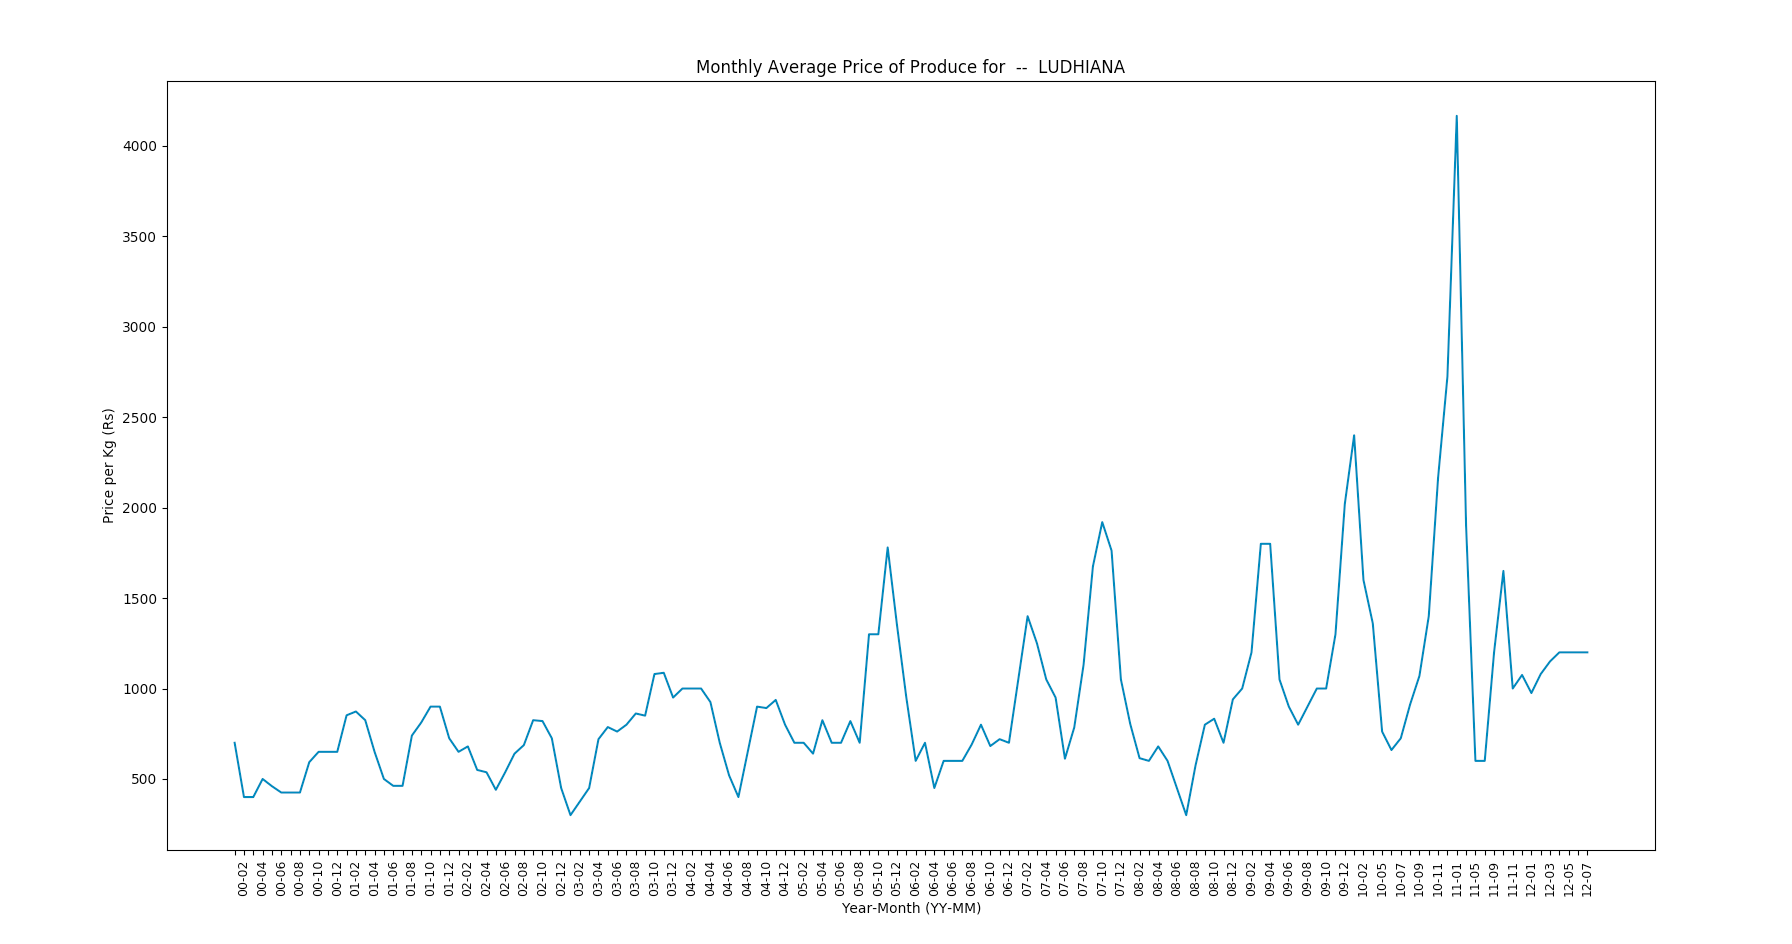 Monthly Average Price of Produce for  --  LUDHIANA
4000
3500
3000
2500
2000
1500
1000
500
Price per Kg (Rs)
00-02 00-04 00-06 00-08 00-10 00-12 01-02 01-04 01-06 01-08 01-10 01-12 02-02 02-04 02-06 02-08 02-10 02-12 03-02 03-04 03-06 03-08 03-10 03-12 04-02 04-04 04-06 04-08 04-10 04-12 05-02 05-04 05-06 05-08 05-10 05-12 06-02 06-04 06-06 06-08 06-10 06-12 07-02 07-04 07-06 07-08 07-10 07-12 08-02 08-04 08-06 08-08 08-10 08-12 09-02 09-04 09-06 09-08 09-10 09-12 10-02 10-05 10-07 10-09 10-11 11-01 11-05 11-09 11-11 12-01 12-03 12-05 12-07
Year-Month (YY-MM)